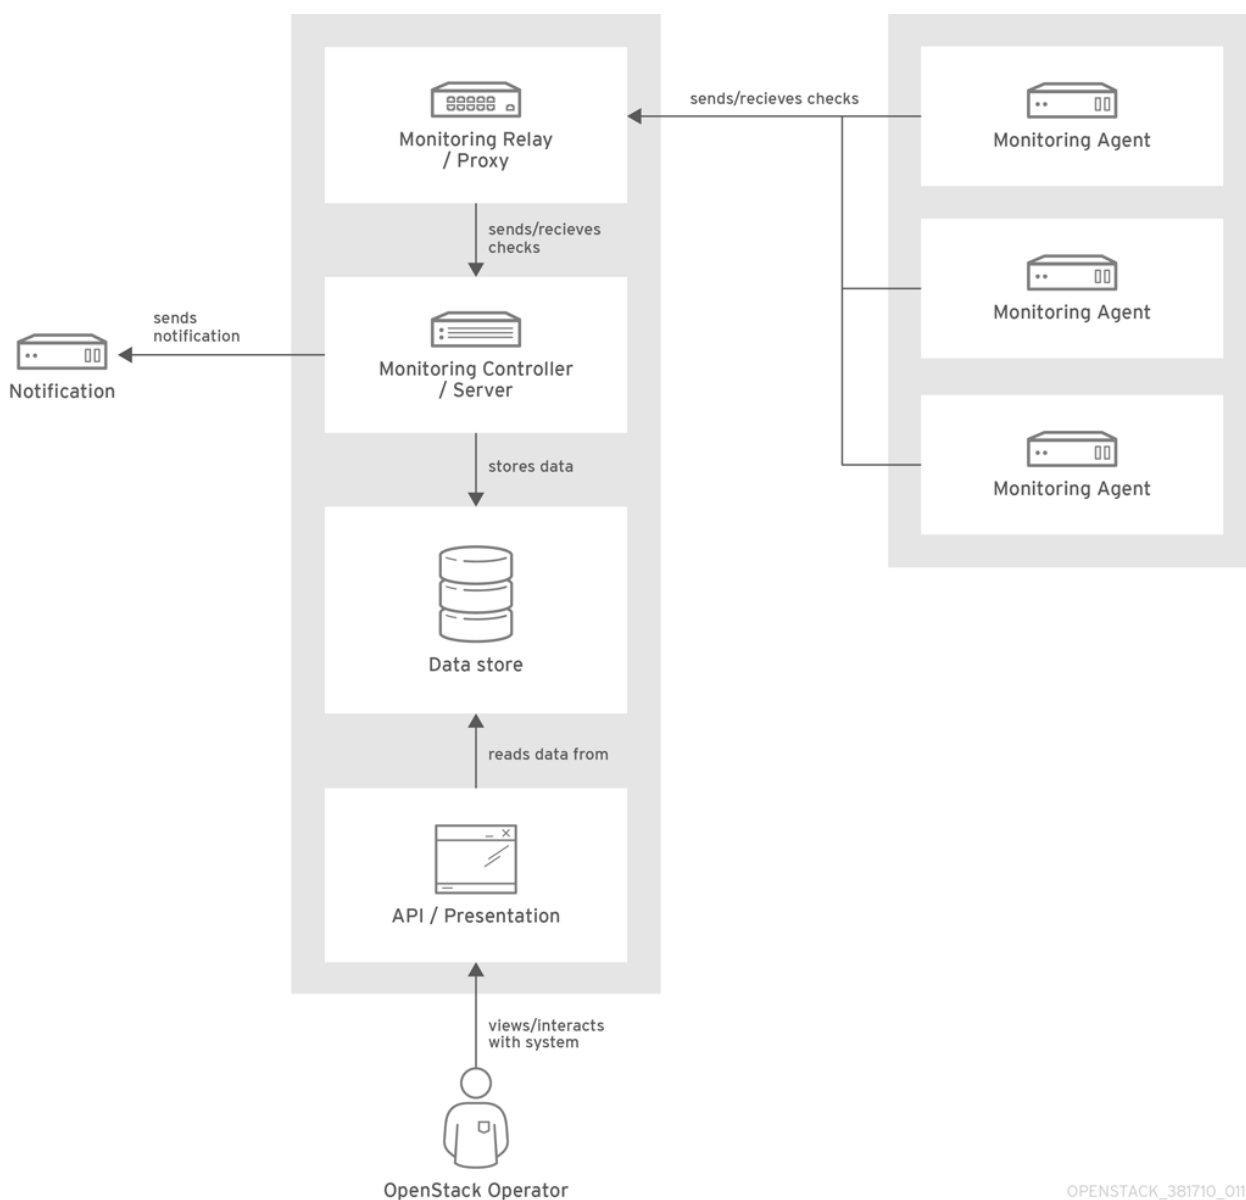 sends/recieves checks
Monitoring Relay
/ Proxy
Monitoring Agent
sends/recieves
checks
Monitoring Agent
sends
notification
Notification
Monitoring Controller
/ Server
Monitoring Agent
stores data
Data store
reads data from
API / Presentation
views/interacts
with system
OpenStack Operator
OPENSTACK_381710_011